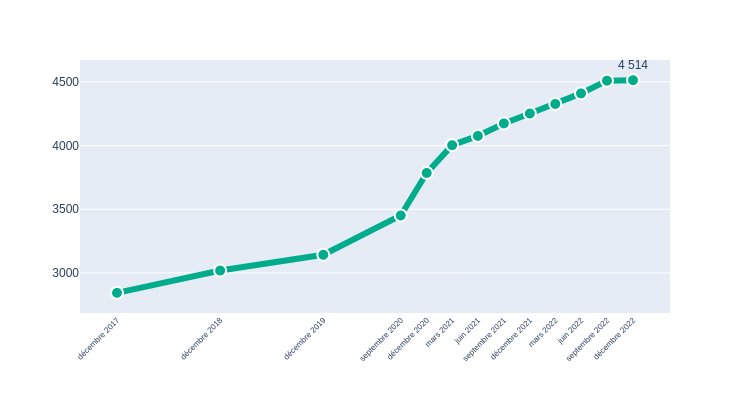 4 514
4500
4000
3500
3000
décembre 2017
décembre 2018
décembre 2019
septembre 2020
décembre 2020
mars 2021
juin 2021
septembre 2021
décembre 2021
mars 2022
juin 2022
septembre 2022
décembre 2022